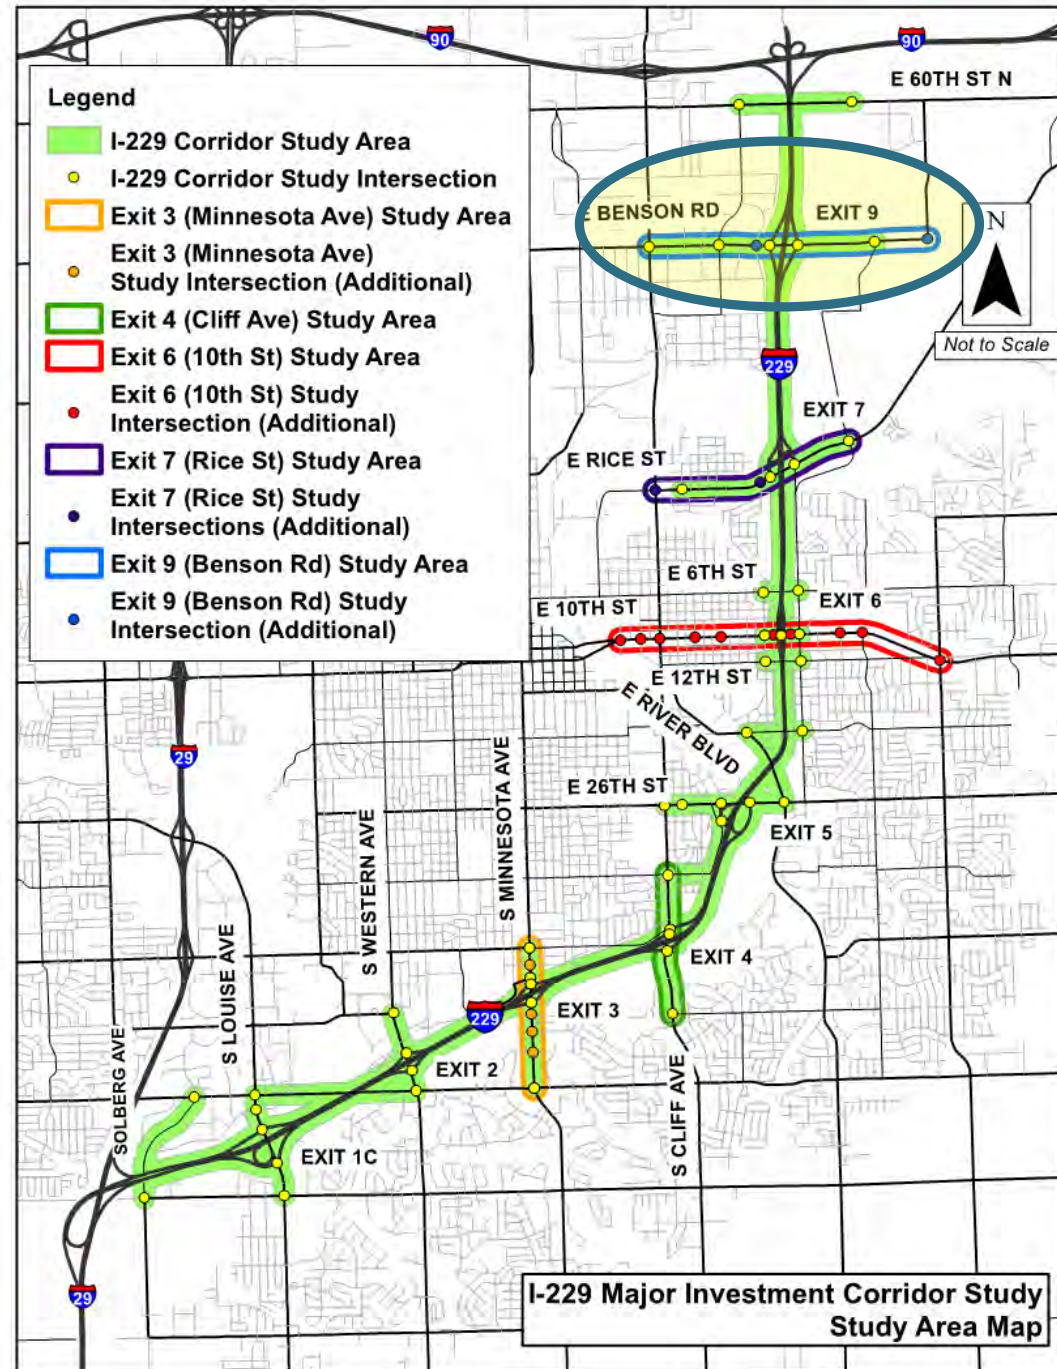 90
90
E 60TH ST N
Legend
I-229 Corridor Study Area
I-229 Corridor Study Intersection
Exit 3 (Minnesota Ave) Study Area
Exit 3 (Minnesota Ave)
Study Intersection (Additional)
Exit 4 (Cliff Ave) Study Area
Exit 6 (10th St) Study Area
Exit 6 (10th St) Study
Intersection (Additional)
Exit 7 (Rice St) Study Area
Exit 7 (Rice St) Study
Intersections (Additional)
Exit 9 (Benson Rd) Study Area
Exit 9 (Benson Rd) Study
Intersection (Additional)
E BENSON RD
EXIT 9
N
Not to Scale
229
EXIT 7
E RICE ST
E 6TH ST
EXIT 6
E 10TH ST
E 12TH ST
E RIVER BLVD
29
S MINNESOTA AVE
E 26TH ST
EXIT 5
S WESTERN AVE
S LOUISE AVE
EXIT 4
EXIT 3
229
SOLBERG AVE
EXIT 2
S CLIFF AVE
EXIT 1C
29
I-229 Major Investment Corridor Study
Study Area Map